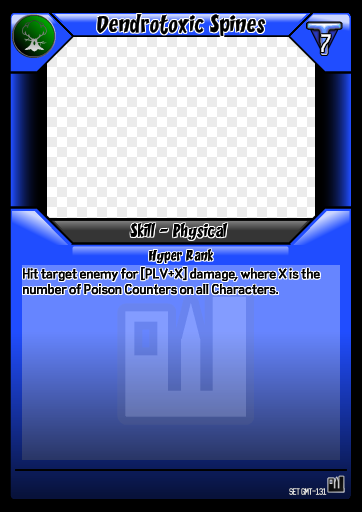 Dendrotoxic Spines
7
Skill - Physical
Hyper Rank
Hit target enemy for [PLV+X] damage, where X is the
number of Poison Counters on all Characters.
SET GMT-131